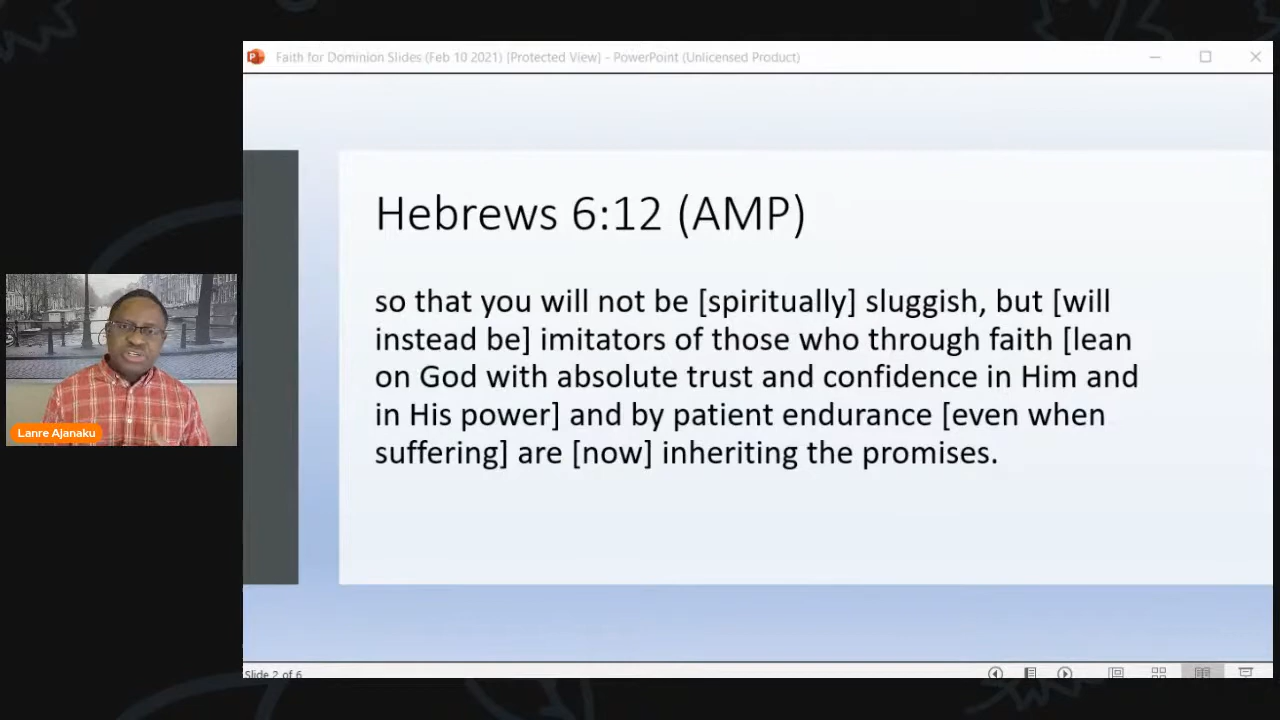 Faith for Dominion Slides (Feb 10 2021) [Protected View] - PowerPoint (Unlicensed Product)
Hebrews 6:12 (AMP)
so that you will not be [spiritually] sluggish, but [will
instead be] imitators of those who through faith [lean
on God with absolute trust and confidence in Him and
in His power] and by patient endurance [even when
suffering] are [now] inheriting the promises.
Lanre Ajanaku
Slide 2 of 6